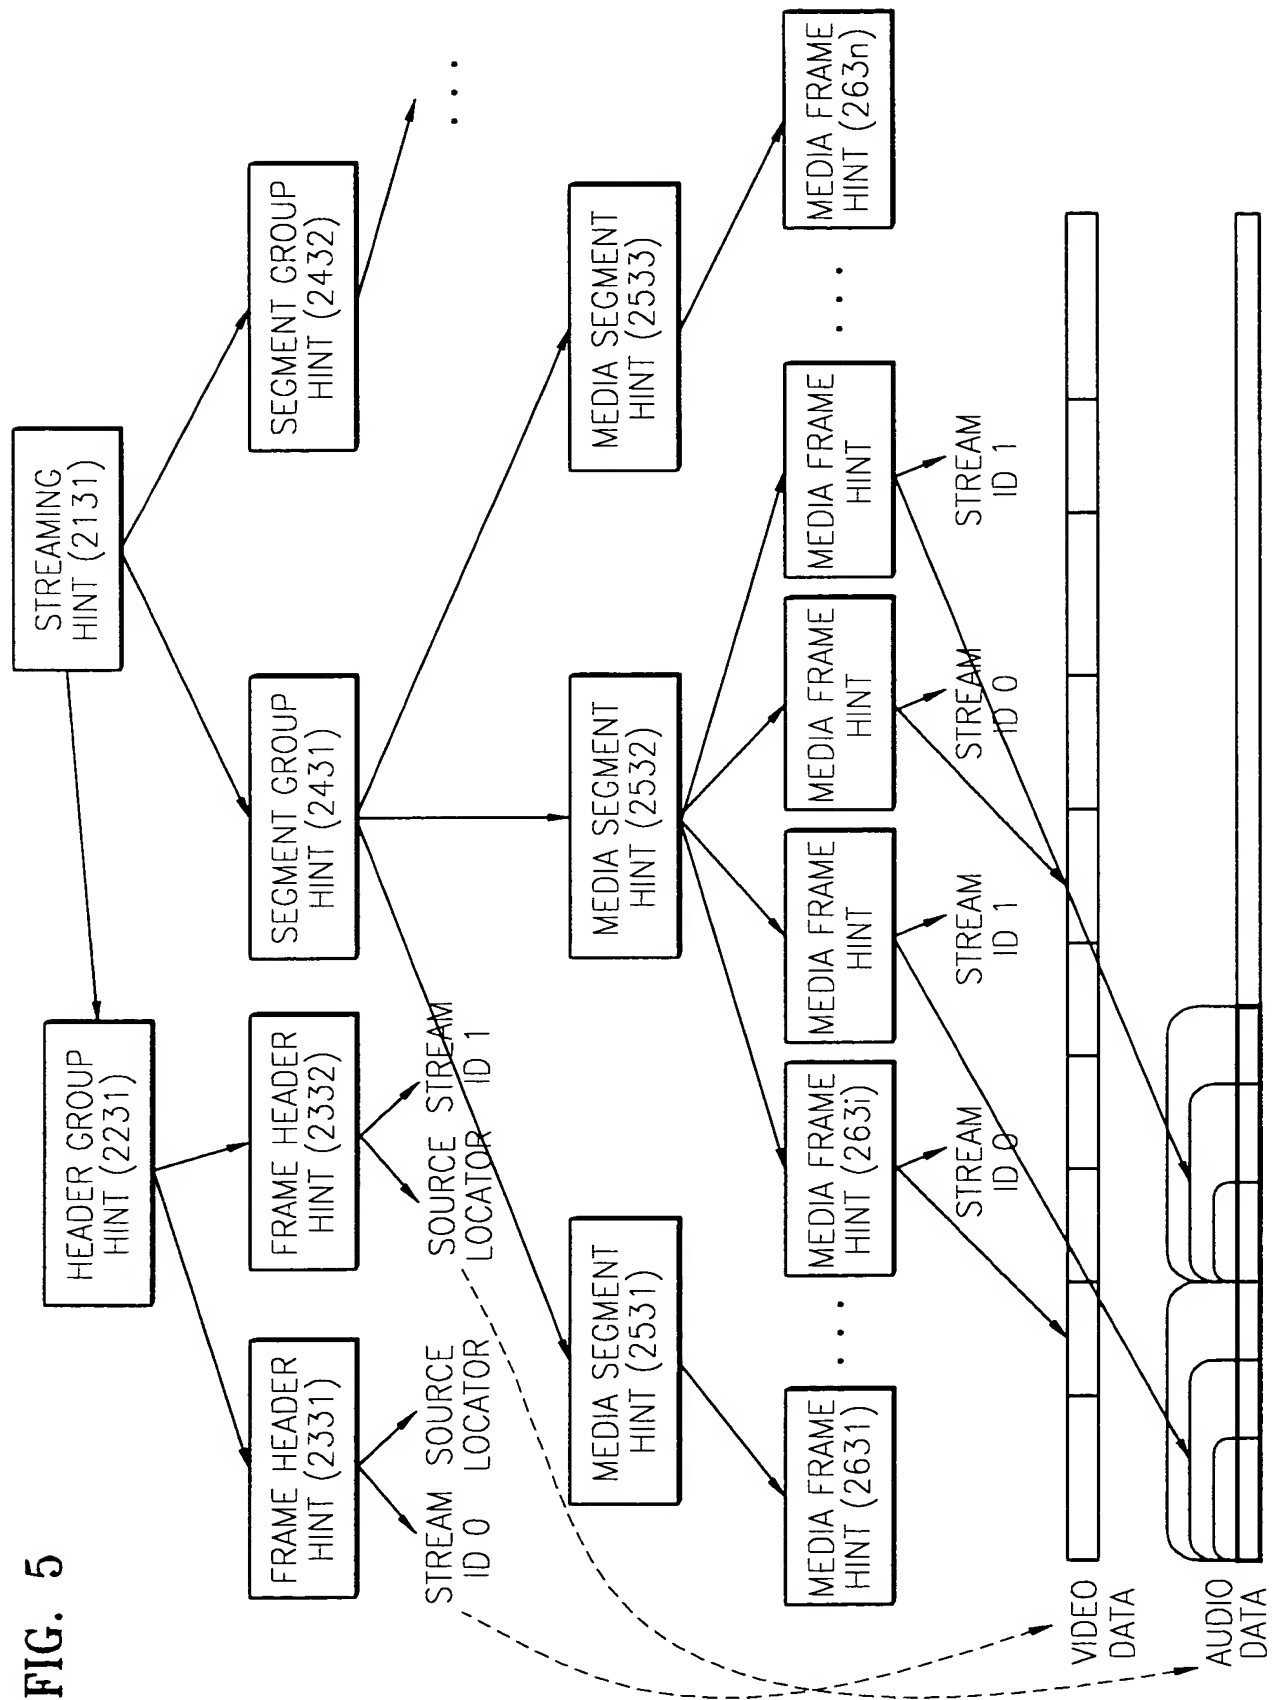 FIG. 5
STREAMING
HINT (2131)
HEADER GROUP
HINT (2231)
FRAME HEADER
HINT (2331)
FRAME HEADER
HINT (2332)
SEGMENT GROUP
HINT (2431)
SEGMENT GROUP
HINT (2432)
. . .
STREAM
ID 0
SOURCE
LOCATOR
SOURCE
LOCATOR
STREAM
ID 1
MEDIA SEGMENT
HINT (2531)
MEDIA SEGMENT
HINT (2532)
MEDIA SEGMENT
HINT (2533)
MEDIA FRAME
HINT (2631)
. . .
MEDIA FRAME
HINT (263i)
MEDIA FRAME
HINT
MEDIA FRAME
HINT
MEDIA FRAME
HINT
. . .
MEDIA FRAME
HINT (263n)
STREAM
ID 0
STREAM
ID 1
STREAM
ID 0
STREAM
ID 1
VIDEO
DATA
AUDIO
DATA